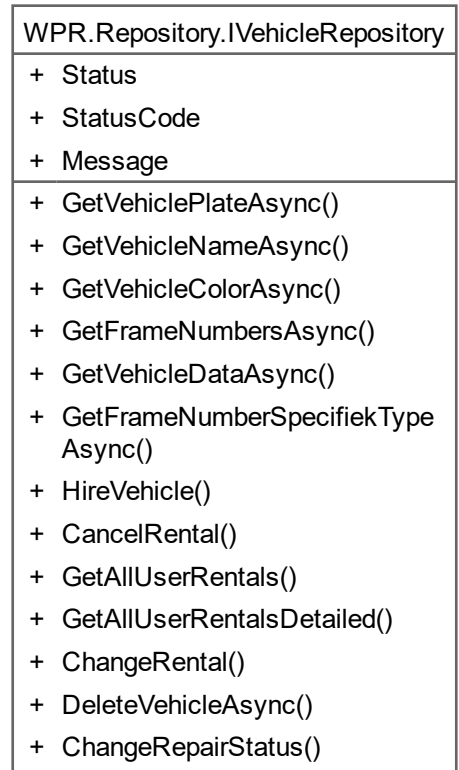 WPR.Repository.IVehicleRepository
+ Status
+ StatusCode
+ Message
+ GetVehiclePlateAsync()
+ GetVehicleNameAsync()
+ GetVehicleColorAsync()
+ GetFrameNumbersAsync()
+ GetVehicleDataAsync()
+ GetFrameNumberSpecifiekType
Async()
+ HireVehicle()
+ CancelRental()
+ GetAllUserRentals()
+ GetAllUserRentalsDetailed()
+ ChangeRental()
+ DeleteVehicleAsync()
+ ChangeRepairStatus()